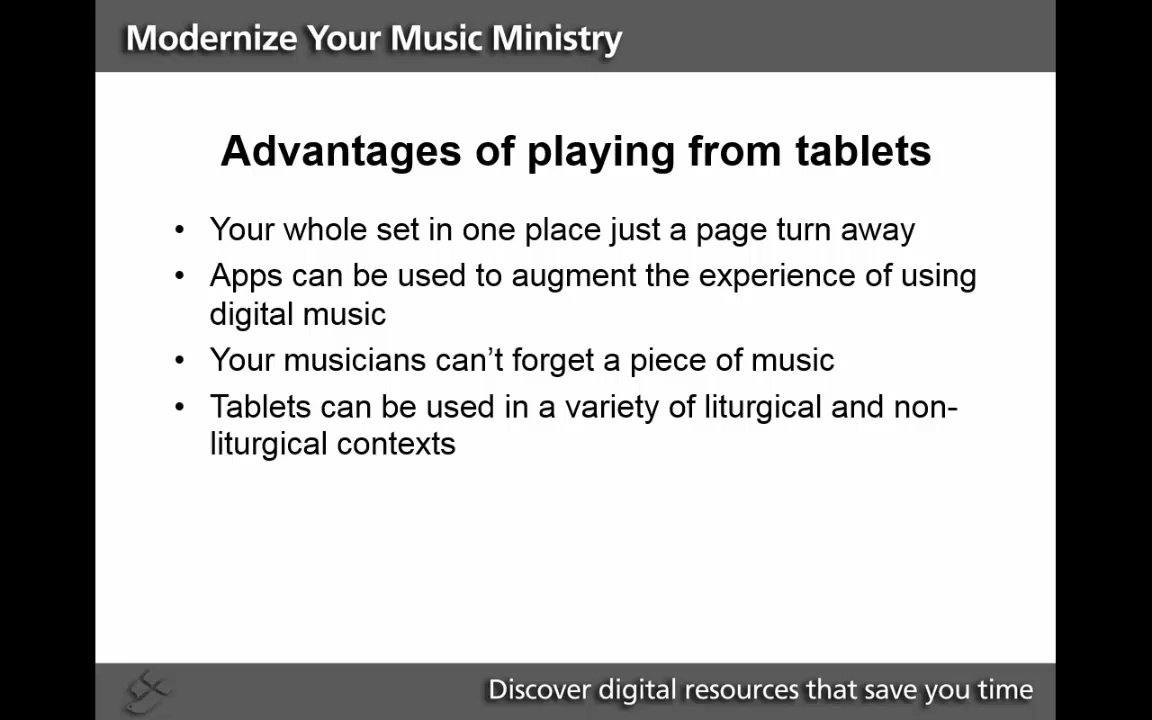 Modernize Your Music Ministry
Advantages of playing from tablets
• Your whole set in one place just a page turn away
• Apps can be used to augment the experience of using
digital music
• Your musicians can’t forget a piece of music
• Tablets can be used in a variety of liturgical and non-
liturgical contexts
Discover digital resources that save you time